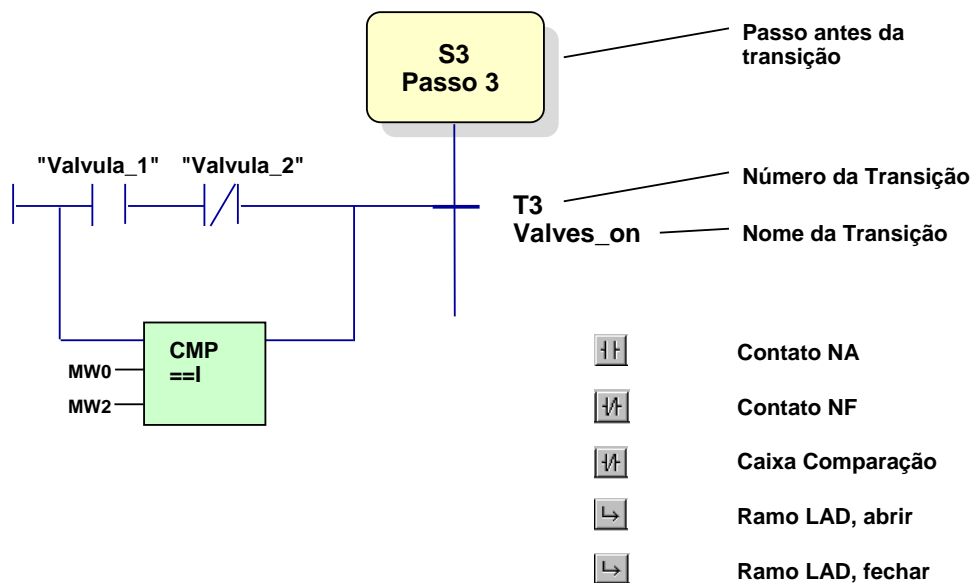 S3
Passo 3
Passo antes da
transição
"Valvula_1" "Valvula_2"
T3
Valves_on
Número da Transição
Nome da Transição
CMP
==I
MW0
MW2
Contato NA
Contato NF
Caixa Comparação
Ramo LAD, abrir
Ramo LAD, fechar